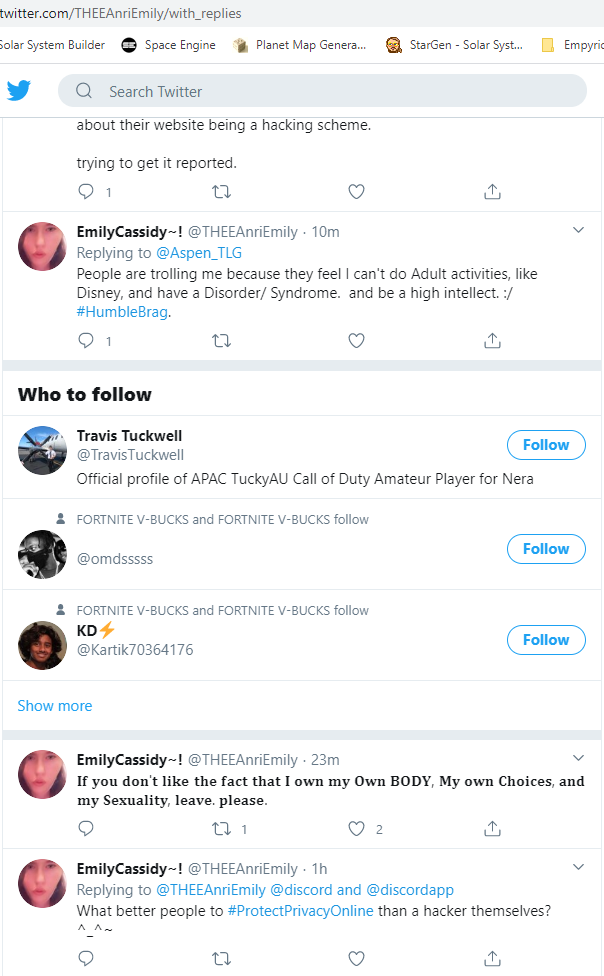 twitter.com/THEEAnriEmily/with_replies
Solar System Builder Space Engine Planet Map Genera... StarGen - Solar Syst... Empyric
Search Twitter
about their website being a hacking scheme.
trying to get it reported.
1
EmilyCassidy~! @THEEAnriEmily · 10m
Replying to @Aspen_TLG
People are trolling me because they feel I can't do Adult activities, like
Disney, and have a Disorder/ Syndrome. and be a high intellect. :/
#HumbleBrag.
1
Who to follow
Travis Tuckwell
@TravisTuckwell
Follow
Official profile of APAC TuckyAU Call of Duty Amateur Player for Nera
FORTNITE V-BUCKS and FORTNITE V-BUCKS follow
@omdsssss
Follow
FORTNITE V-BUCKS and FORTNITE V-BUCKS follow
KD⚡
@Kartik70364176
Follow
Show more
EmilyCassidy~! @THEEAnriEmily · 23m
𝐈𝐟 𝐲𝐨𝐮 𝐝𝐨𝐧'𝐭 𝐥𝐢𝐤𝐞 𝐭𝐡𝐞 𝐟𝐚𝐜𝐭 𝐭𝐡𝐚𝐭 𝐈 𝐨𝐰𝐧 𝐦𝐲 𝐎𝐰𝐧 𝐁𝐎𝐃𝐘, 𝐌𝐲 𝐨𝐰𝐧 𝐂𝐡𝐨𝐢𝐜𝐞𝐬, 𝐚𝐧𝐝
𝐦𝐲 𝐒𝐞𝐱𝐮𝐚𝐥𝐢𝐭𝐲, 𝐥𝐞𝐚𝐯𝐞. 𝐩𝐥𝐞𝐚𝐬𝐞.
1 2
EmilyCassidy~! @THEEAnriEmily · 1h
Replying to @THEEAnriEmily @discord and @discordapp
What better people to #ProtectPrivacyOnline than a hacker themselves?
^_^~